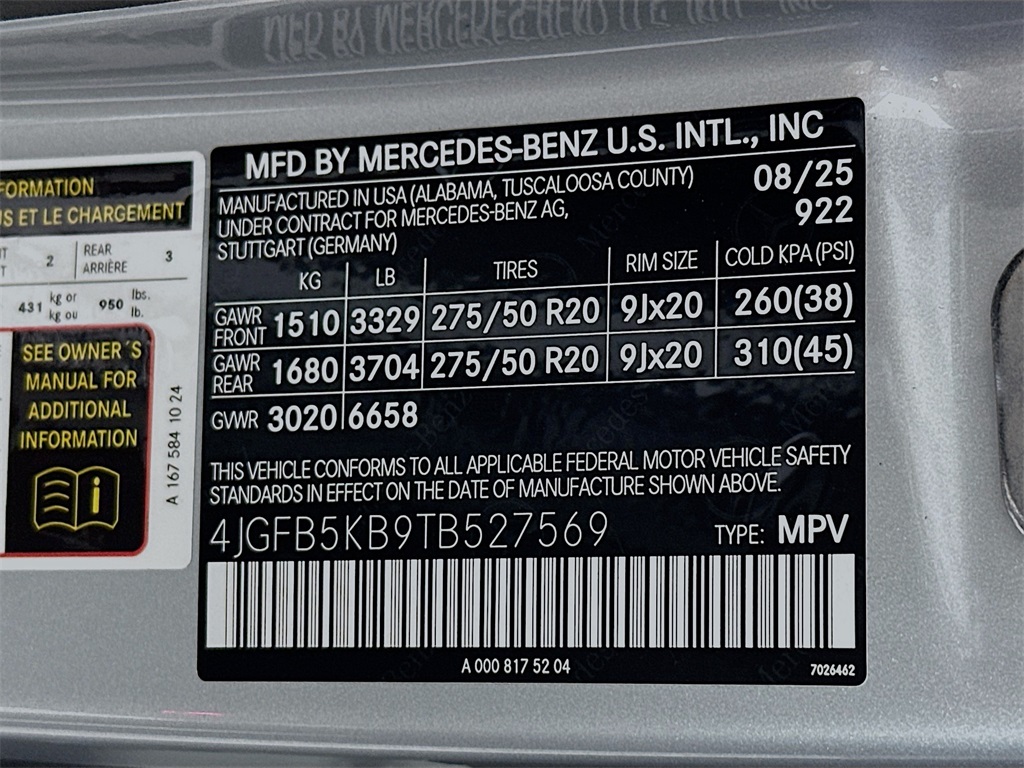 FORMATION
US ET LE CHARGEMENT
2 REAR ARRIÈRE 3
431 kg or kg ou 950 lbs. lb.
SEE OWNER´S
MANUAL FOR
ADDITIONAL
INFORMATION
i
A 167 584 10 24
MFD BY MERCEDES-BENZ U.S. INTL., INC
MANUFACTURED IN USA (ALABAMA, TUSCALOOSA COUNTY) 08/25
UNDER CONTRACT FOR MERCEDES-BENZ AG, 922
STUTTGART (GERMANY)
KG LB TIRES RIM SIZE COLD KPA (PSI)
GAWR FRONT 1510 3329 275/50 R20 9Jx20 260(38)
GAWR REAR 1680 3704 275/50 R20 9Jx20 310(45)
GVWR 3020 6658
THIS VEHICLE CONFORMS TO ALL APPLICABLE FEDERAL MOTOR VEHICLE SAFETY
STANDARDS IN EFFECT ON THE DATE OF MANUFACTURE SHOWN ABOVE.
4JGFB5KB9TB527569 TYPE: MPV
A 000 817 52 04
7026462